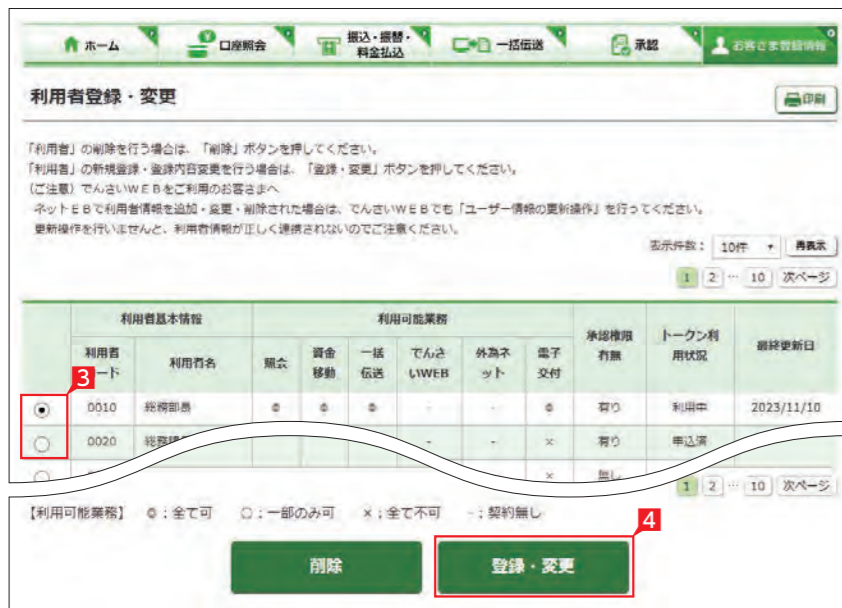 ホーム 口座照会 振込・振替・ 一括伝送 承認 お客さま登録情報
料金払込
利用者登録・変更 印刷
「利用者」の削除を行う場合は、「削除」ボタンを押してください。
「利用者」の新規登録・登録内容変更を行う場合は、「登録・変更」ボタンを押してください。
(ご注意)でんさいWEBをご利用のお客さまへ
ネットEBで利用者情報を追加・変更・削除された場合は、でんさいWEBでも「ユーザー情報の更新操作」を行ってください。
更新操作を行いませんと、利用者情報が正しく連携されないのでご注意ください。
表示件数: 10件 再表示
1 2 … 10 次ページ
利用者基本情報 利用可能業務 承認権限有無 トークン利用状況 最終更新日
利用者 利用者名 照会 資金移動 一括伝送 でんさいWEB 外為ネット 電子交付
ード
3
0010 総務部長 ◎ ◎ ◎ - - ◎ 有り 利用中 2023/11/10
0020 総務課 - - × 有り 申込済
× 無し
1 2 … 10 次ページ
【利用可能業務】 ◎:全て可 ○:一部のみ可 ×:全て不可 -:契約無し
4
削除 登録・変更